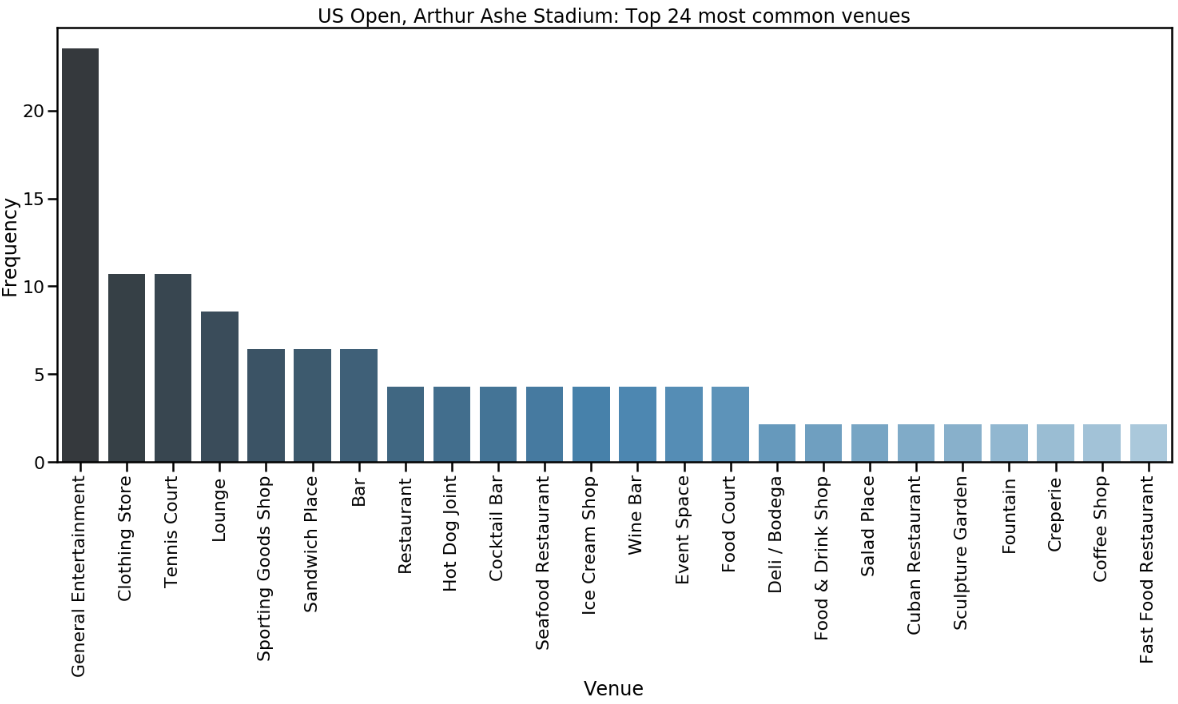 US Open, Arthur Ashe Stadium: Top 24 most common venues
Frequency
20
15
10
5
0
General Entertainment
Clothing Store
Tennis Court
Lounge
Sporting Goods Shop
Sandwich Place
Bar
Restaurant
Hot Dog Joint
Cocktail Bar
Seafood Restaurant
Ice Cream Shop
Wine Bar
Event Space
Food Court
Deli / Bodega
Food & Drink Shop
Salad Place
Cuban Restaurant
Sculpture Garden
Fountain
Creperie
Coffee Shop
Fast Food Restaurant
Venue